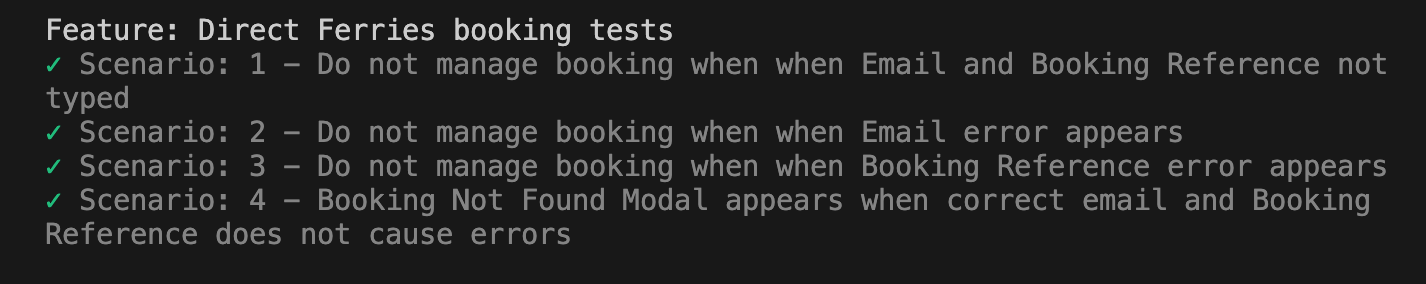 Feature: Direct Ferries booking tests
✓ Scenario: 1 – Do not manage booking when when Email and Booking Reference not
typed
✓ Scenario: 2 – Do not manage booking when when Email error appears
✓ Scenario: 3 – Do not manage booking when when Booking Reference error appears
✓ Scenario: 4 – Booking Not Found Modal appears when correct email and Booking
Reference does not cause errors